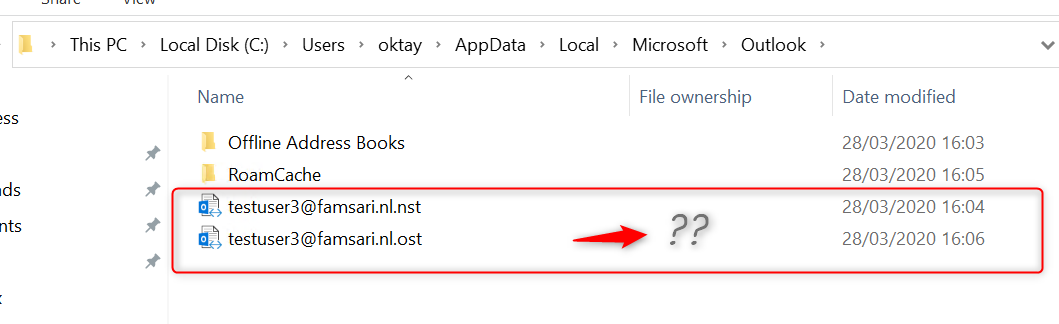 Share View
This PC > Local Disk (C:) > Users > oktay > AppData > Local > Microsoft > Outlook >
Name File ownership Date modified
ess
Offline Address Books 28/03/2020 16:03
RoamCache 28/03/2020 16:05
ads
testuser3@famsari.nl.nst 28/03/2020 16:04
nts
testuser3@famsari.nl.ost ?? 28/03/2020 16:06
x